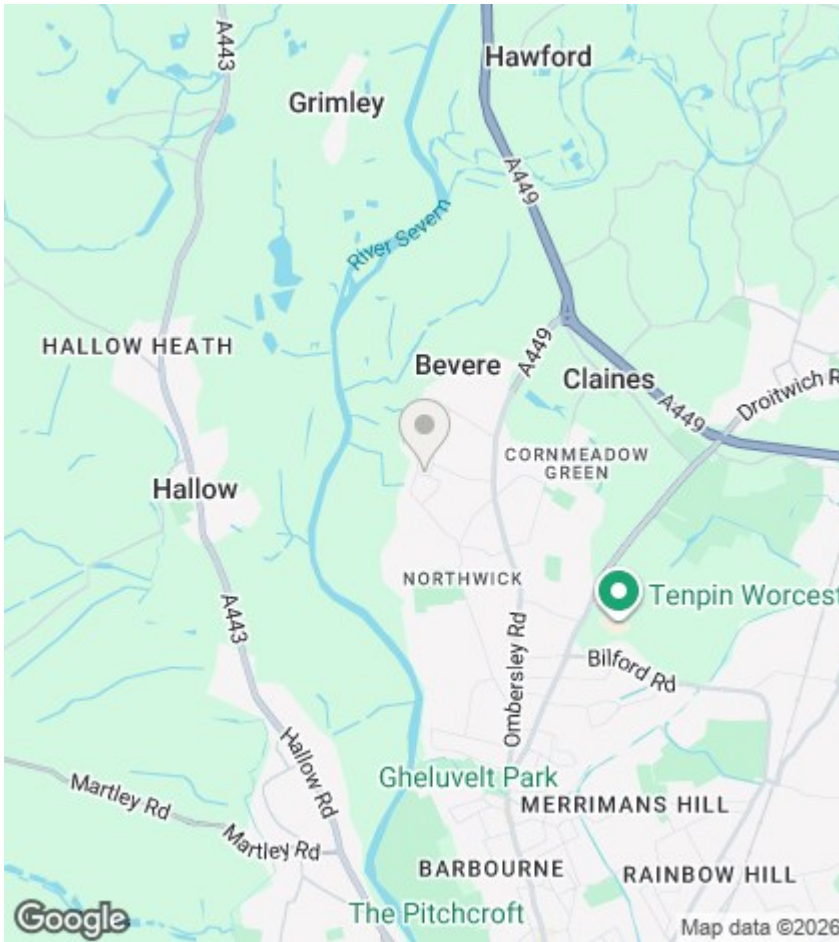 A443
Hawford
Grimley
A449
River Severn
HALLOW HEATH
Bevere
A449
Claines
A449
Droitwich R
CORNMEADOW
GREEN
Hallow
NORTHWICK
Tenpin Worcest
A443
Ombersley Rd
Bilford Rd
Hallow Rd
Gheluvelt Park
Martley Rd
MERRIMANS HILL
Martley Rd
BARBOURNE
RAINBOW HILL
The Pitchcroft
Google
Map data ©2026